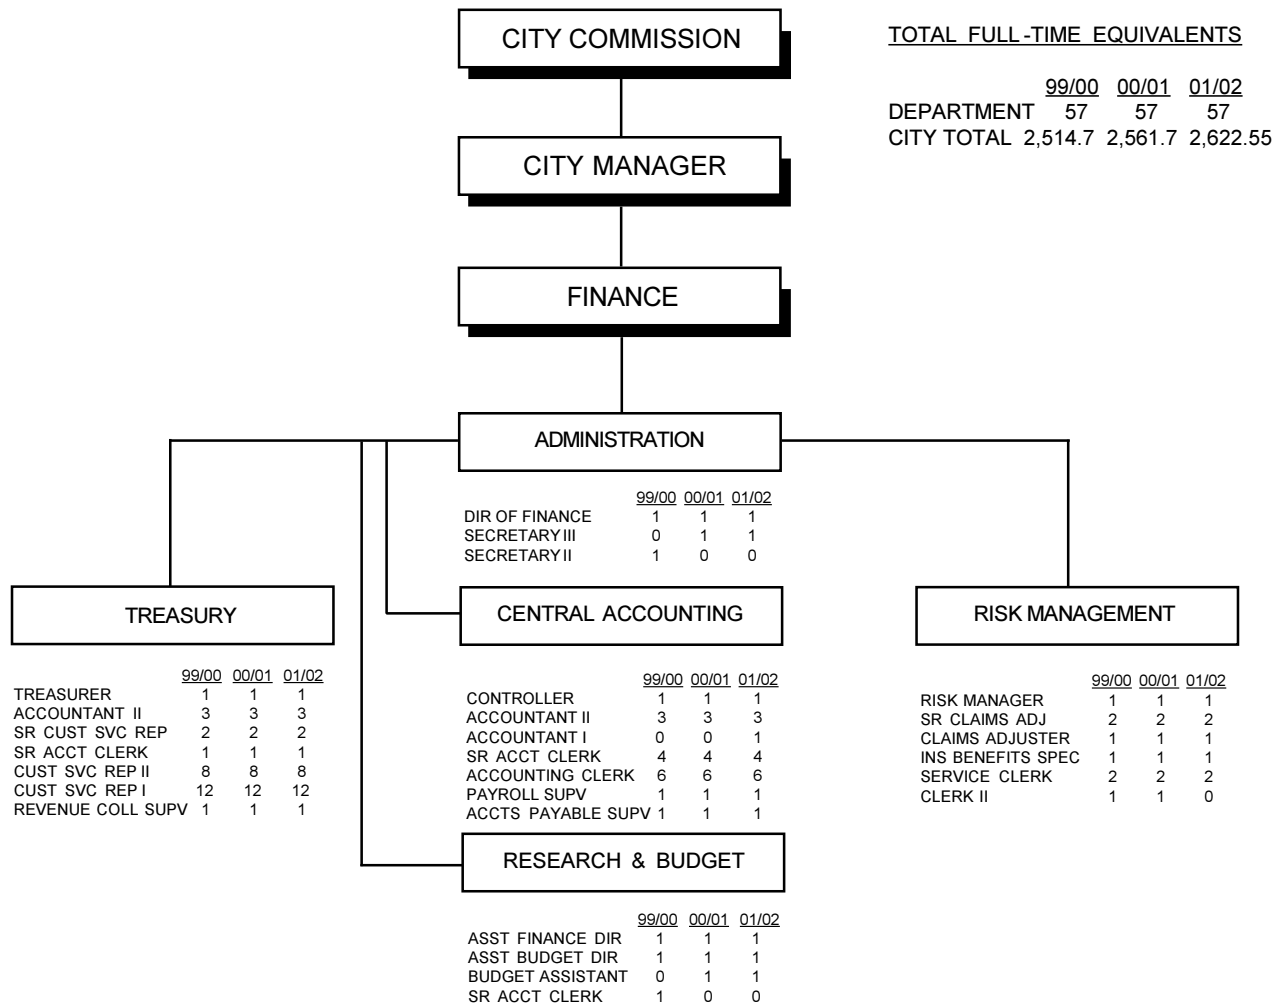 CITY COMMISSION
TOTAL FULL-TIME EQUIVALENTS
99/00 00/01 01/02
DEPARTMENT 57 57 57
CITY TOTAL 2,514.7 2,561.7 2,622.55
CITY MANAGER
FINANCE
ADMINISTRATION
99/00 00/01 01/02
DIR OF FINANCE 1 1 1
SECRETARY III 0 1 1
SECRETARY II 1 0 0
TREASURY
99/00 00/01 01/02
TREASURER 1 1 1
ACCOUNTANT II 3 3 3
SR CUST SVC REP 2 2 2
SR ACCT CLERK 1 1 1
CUST SVC REP II 8 8 8
CUST SVC REP I 12 12 12
REVENUE COLL SUPV 1 1 1
CENTRAL ACCOUNTING
99/00 00/01 01/02
CONTROLLER 1 1 1
ACCOUNTANT II 3 3 3
ACCOUNTANT I 0 0 1
SR ACCT CLERK 4 4 4
ACCOUNTING CLERK 6 6 6
PAYROLL SUPV 1 1 1
ACCTS PAYABLE SUPV 1 1 1
RISK MANAGEMENT
99/00 00/01 01/02
RISK MANAGER 1 1 1
SR CLAIMS ADJ 2 2 2
CLAIMS ADJUSTER 1 1 1
INS BENEFITS SPEC 1 1 1
SERVICE CLERK 2 2 2
CLERK II 1 1 0
RESEARCH & BUDGET
99/00 00/01 01/02
ASST FINANCE DIR 1 1 1
ASST BUDGET DIR 1 1 1
BUDGET ASSISTANT 0 1 1
SR ACCT CLERK 1 0 0